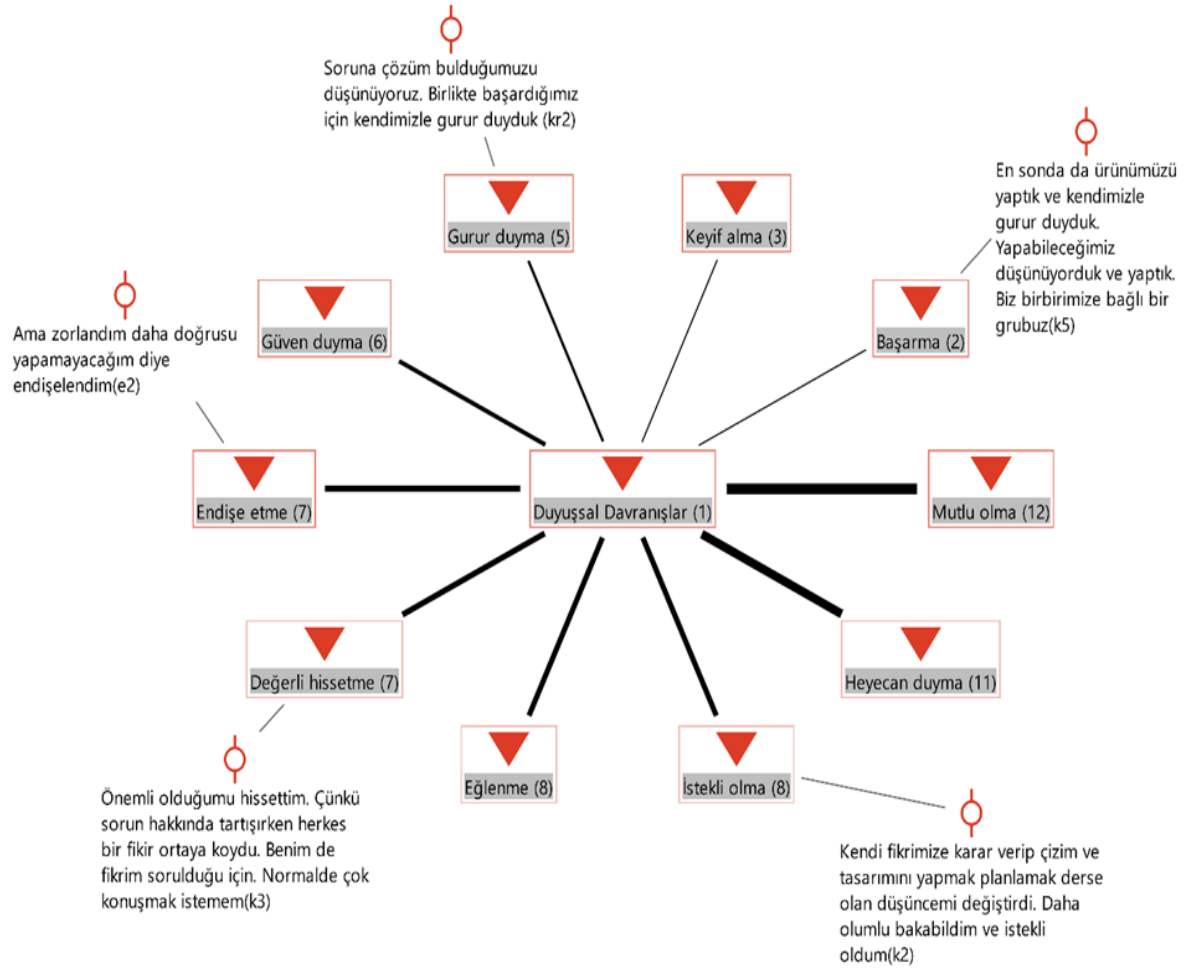 Soruna çözüm bulduğumuzu
düşünüyoruz. Birlikte başardığımız
için kendimizle gurur duyduk (kr2)
En sonda da ürünümüzü
yaptık ve kendimizle
gurur duyduk.
Yapabileceğimiz
düşünüyorduk ve yaptık.
Biz birbirimize bağlı bir
grubuz(k5)
Gurur duyma (5)
Keyif alma (3)
Ama zorlandım daha doğrusu
yapamayacağım diye
endişelendim(e2)
Güven duyma (6)
Başarma (2)
Endişe etme (7)
Duyuşsal Davranışlar (1)
Mutlu olma (12)
Değerli hissetme (7)
Heyecan duyma (11)
Eğlenme (8)
İstekli olma (8)
Önemli olduğumu hissettim. Çünkü
sorun hakkında tartışırken herkes
bir fikir ortaya koydu. Benim de
fikrim sorulduğu için. Normalde çok
konuşmak istemem(k3)
Kendi fikrimize karar verip çizim ve
tasarımını yapmak planlamak derse
olan düşüncemi değiştirdi. Daha
olumlu bakabildim ve istekli
oldum(k2)